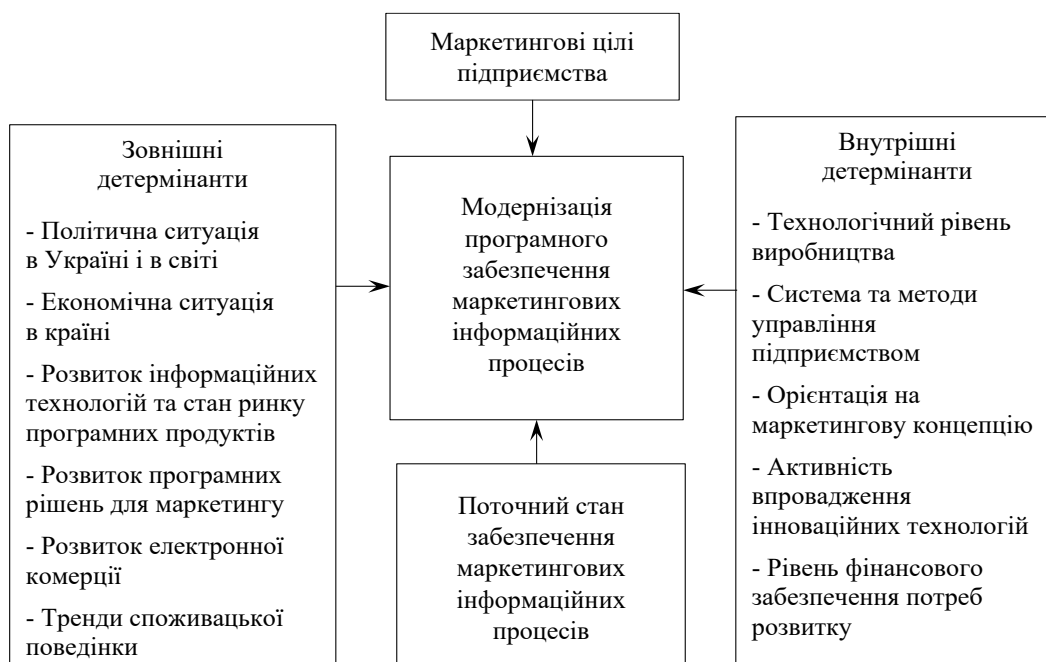 Маркетингові цілі
підприємства
Зовнішні
детермінанти
- Політична ситуація
в Україні і в світі
- Економічна ситуація
в країні
- Розвиток інформаційних
технологій та стан ринку
програмних продуктів
- Розвиток програмних
рішень для маркетингу
- Розвиток електронної
комерції
- Тренди споживацької
поведінки
Модернізація
програмного
забезпечення
маркетингових
інформаційних
процесів
Поточний стан
забезпечення
маркетингових
інформаційних
процесів
Внутрішні
детермінанти
- Технологічний рівень
виробництва
- Система та методи
управління
підприємством
- Орієнтація на
маркетингову концепцію
- Активність
впровадження
інноваційних технологій
- Рівень фінансового
забезпечення потреб
розвитку